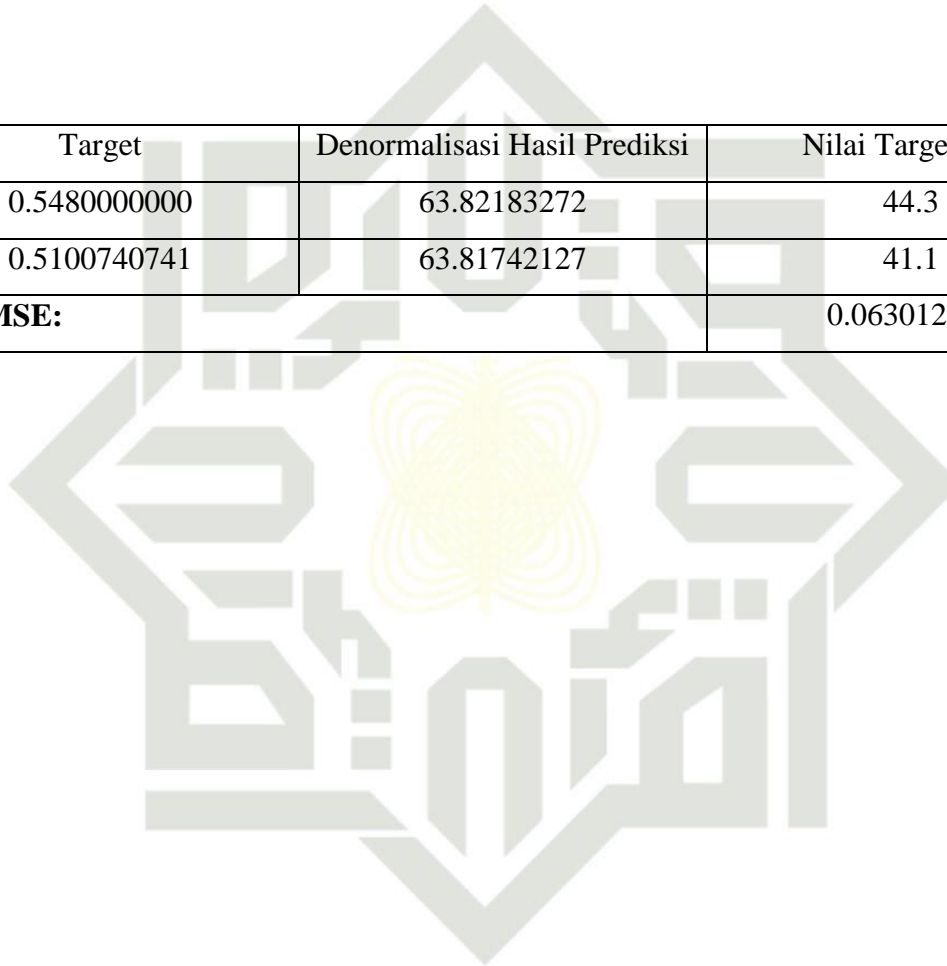 Target Denormalisasi Hasil Prediksi Nilai Targe
0.5480000000 63.82183272 44.3
0.5100740741 63.81742127 41.1
MSE: 0.063012